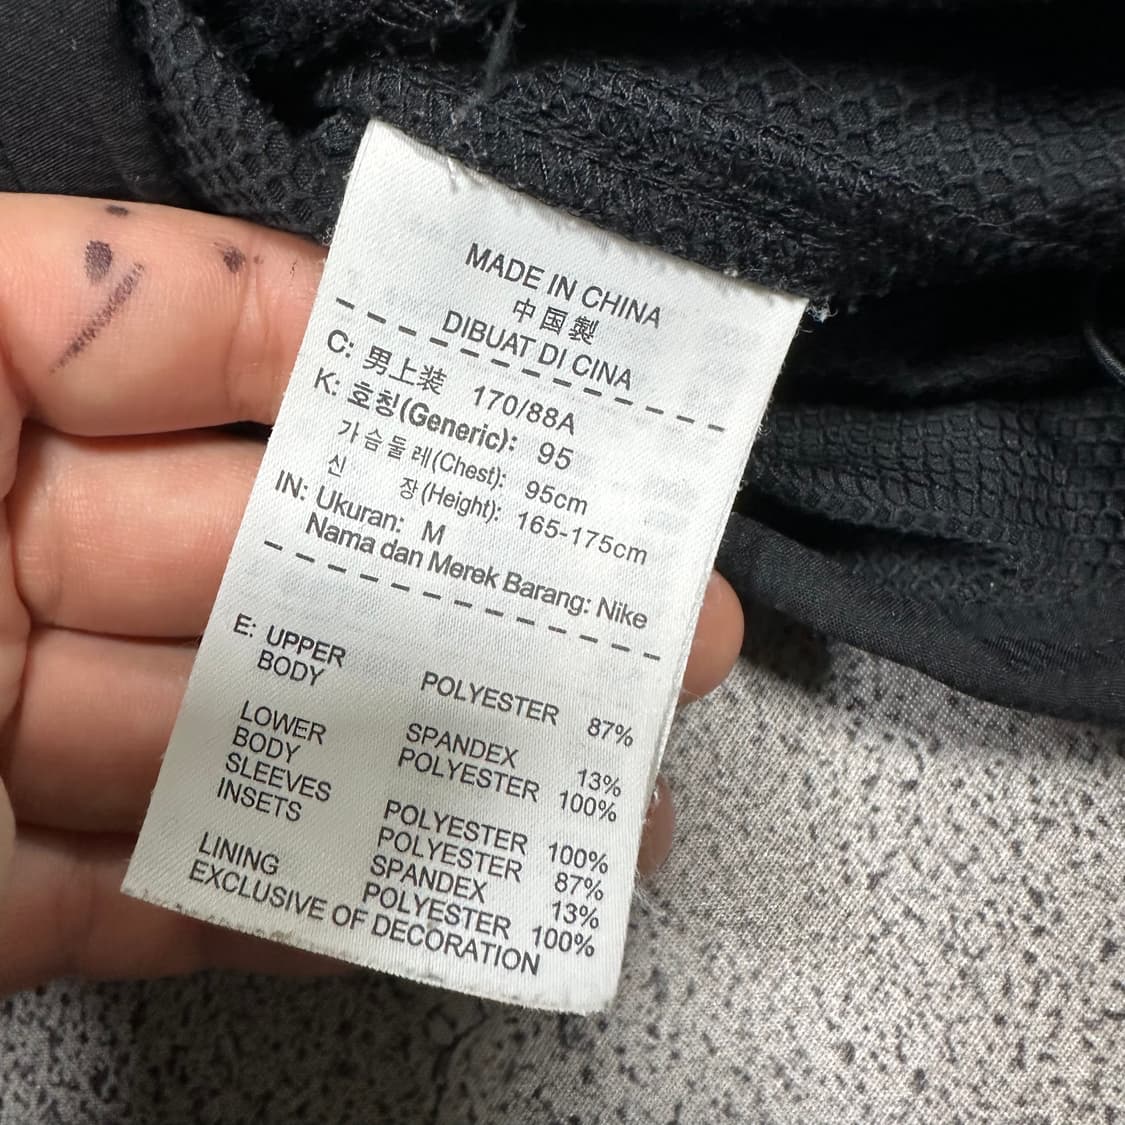 MADE IN CHINA
中国製
DIBUAT DI CINA
C: 男上装 170/88A
K: 호칭(Generic): 95
가슴둘레(Chest): 95cm
신 장(Height): 165-175cm
IN: Ukuran: M
Nama dan Merek Barang: Nike
E: UPPER
BODY POLYESTER 87%
SPANDEX 13%
LOWER
BODY POLYESTER 100%
SLEEVES POLYESTER 100%
INSETS POLYESTER 87%
SPANDEX 13%
LINING POLYESTER 100%
EXCLUSIVE OF DECORATION